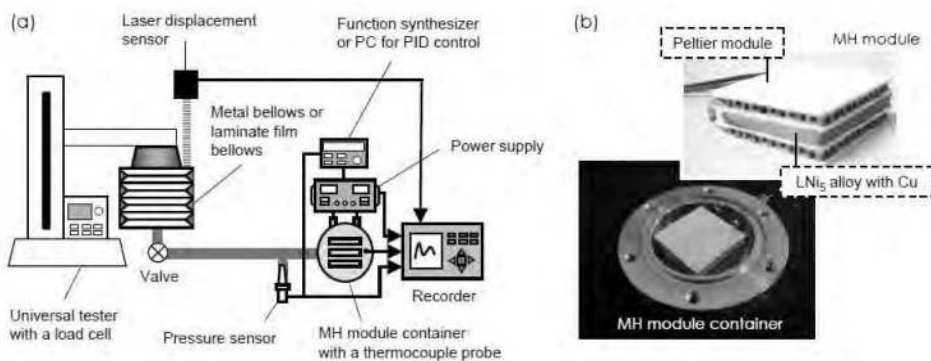 (a)
Laser displacement
sensor
Function synthesizer
or PC for PID control
Metal bellows or
laminate film
bellows
Power supply
Valve
Recorder
Universal tester
with a load cell
Pressure sensor
MH module container
with a thermocouple probe
(b)
Peltier module
MH module
LNi₅ alloy with Cu
MH module container